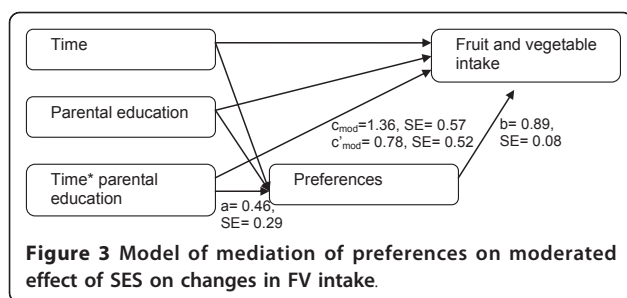 Time
Fruit and vegetable
intake
Parental education
cmod=1.36, SE= 0.57
c'mod= 0.78, SE= 0.52
b= 0.89,
SE= 0.08
Time* parental
education
Preferences
a= 0.46,
SE= 0.29
Figure 3 Model of mediation of preferences on moderated
effect of SES on changes in FV intake.